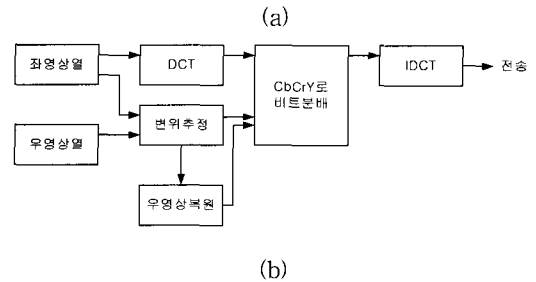 (a)
좌영상열
DCT
CbCrY로
비트분배
IDCT
전송
우영상열
변위추정
우영상복원
(b)